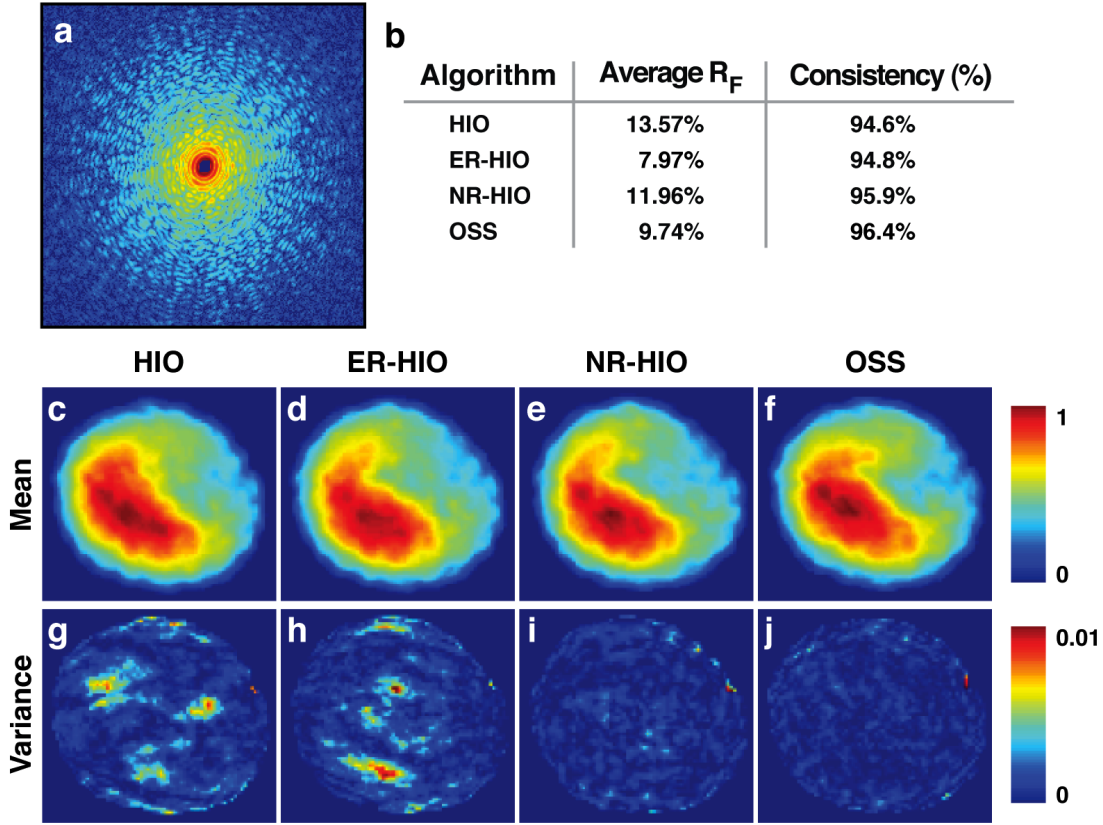 a
b
Algorithm Average RF Consistency (%)
HIO 13.57% 94.6%
ER-HIO 7.97% 94.8%
NR-HIO 11.96% 95.9%
OSS 9.74% 96.4%
HIO ER-HIO NR-HIO OSS
Mean
c d e f
1
0
Variance
g h i j
0.01
0